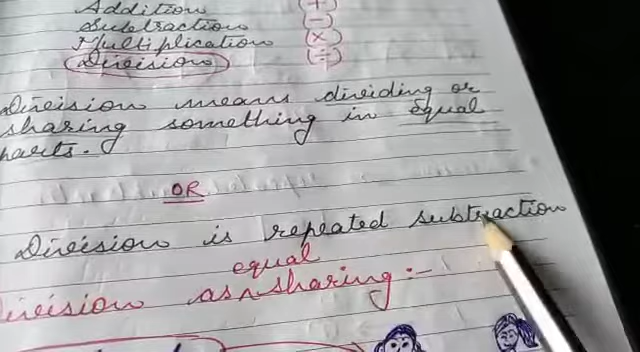 Addition (+)
Subtraction (-)
Multiplication (×)
Division (÷)
Division means dividing or
sharing something in equal
parts.
OR
Division is repeated subtraction
equal
Division as sharing:-